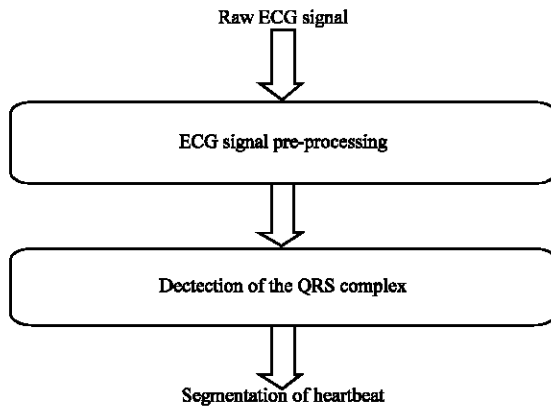 Raw ECG signal
ECG signal pre-processing
Dectection of the QRS complex
Segmentation of heartbeat